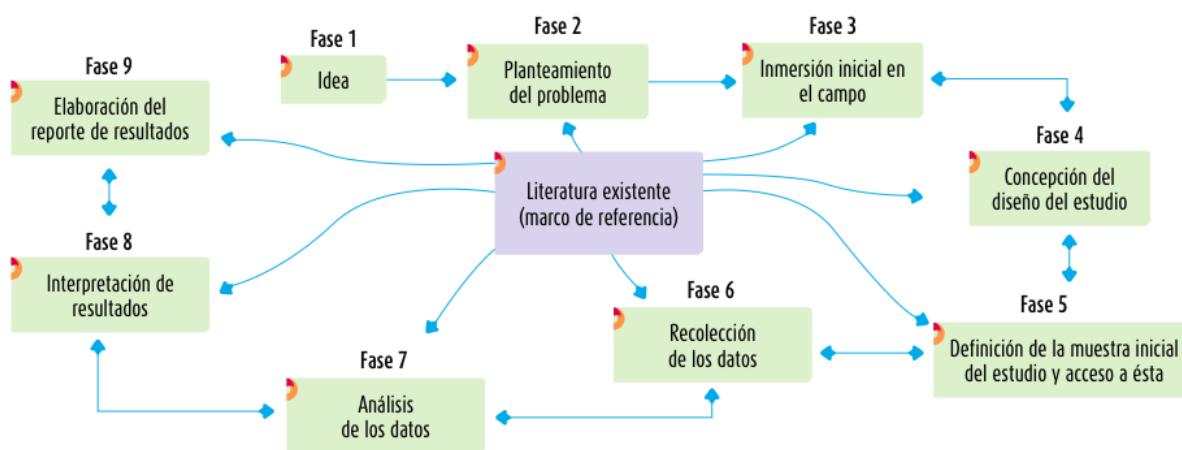 Fase 1
Idea
Fase 2
Planteamiento
del problema
Fase 3
Inmersión inicial en
el campo
Fase 4
Concepción del
diseño del estudio
Fase 5
Definición de la muestra inicial
del estudio y acceso a ésta
Fase 6
Recolección
de los datos
Fase 7
Análisis
de los datos
Fase 8
Interpretación de
resultados
Fase 9
Elaboración del
reporte de resultados
Literatura existente
(marco de referencia)